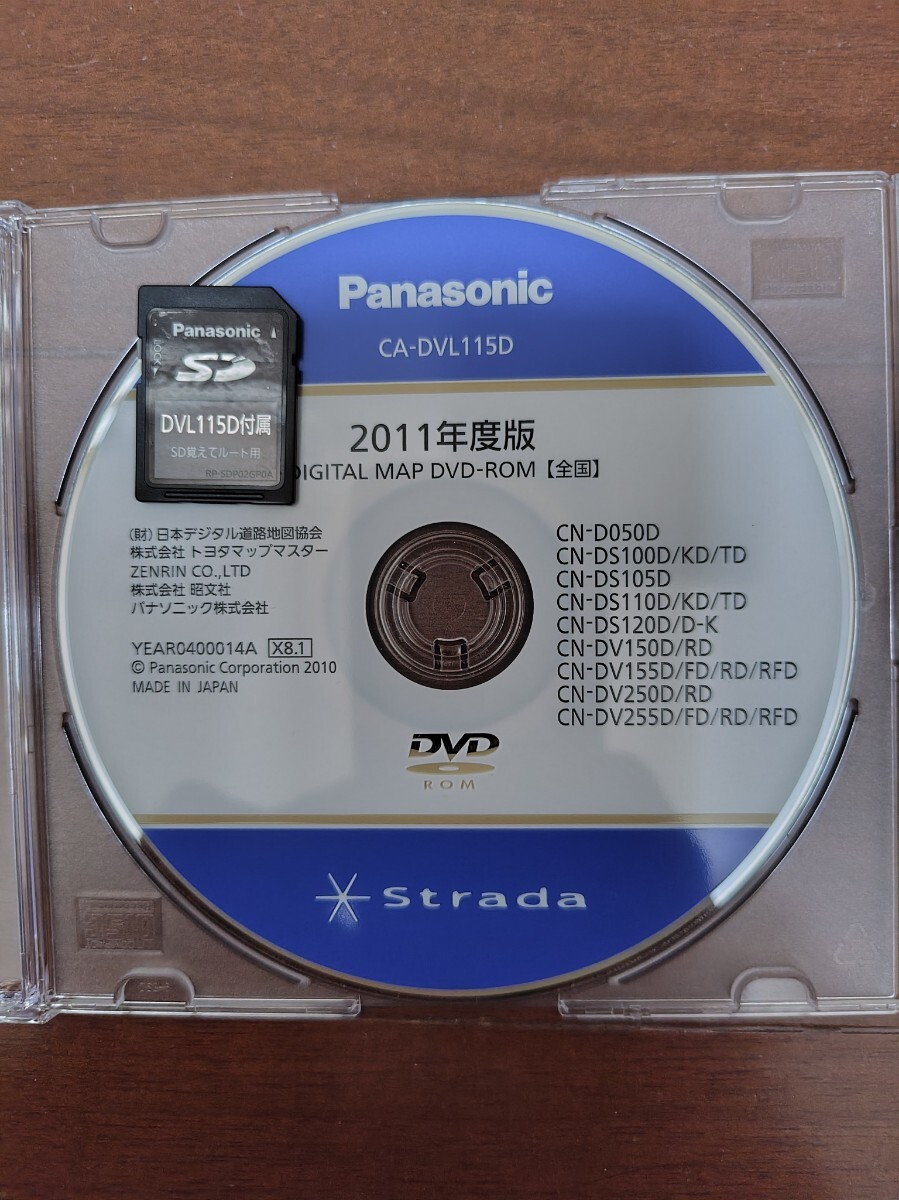 Panasonic
CA-DVL115D
Panasonic
LOCK
SD
DVL115D付属
SD覚えてルート用
RP-SDP02GP0A
2011年度版
DIGITAL MAP DVD-ROM【全国】
(財)日本デジタル道路地図協会
株式会社 トヨタマップマスター
ZENRIN CO.,LTD
株式会社 昭文社
パナソニック株式会社
YEAR0400014A X8.1
© Panasonic Corporation 2010
MADE IN JAPAN
CN-D050D
CN-DS100D/KD/TD
CN-DS105D
CN-DS110D/KD/TD
CN-DS120D/D-K
CN-DV150D/RD
CN-DV155D/FD/RD/RFD
CN-DV250D/RD
CN-DV255D/FD/RD/RFD
DVD
ROM
Strada